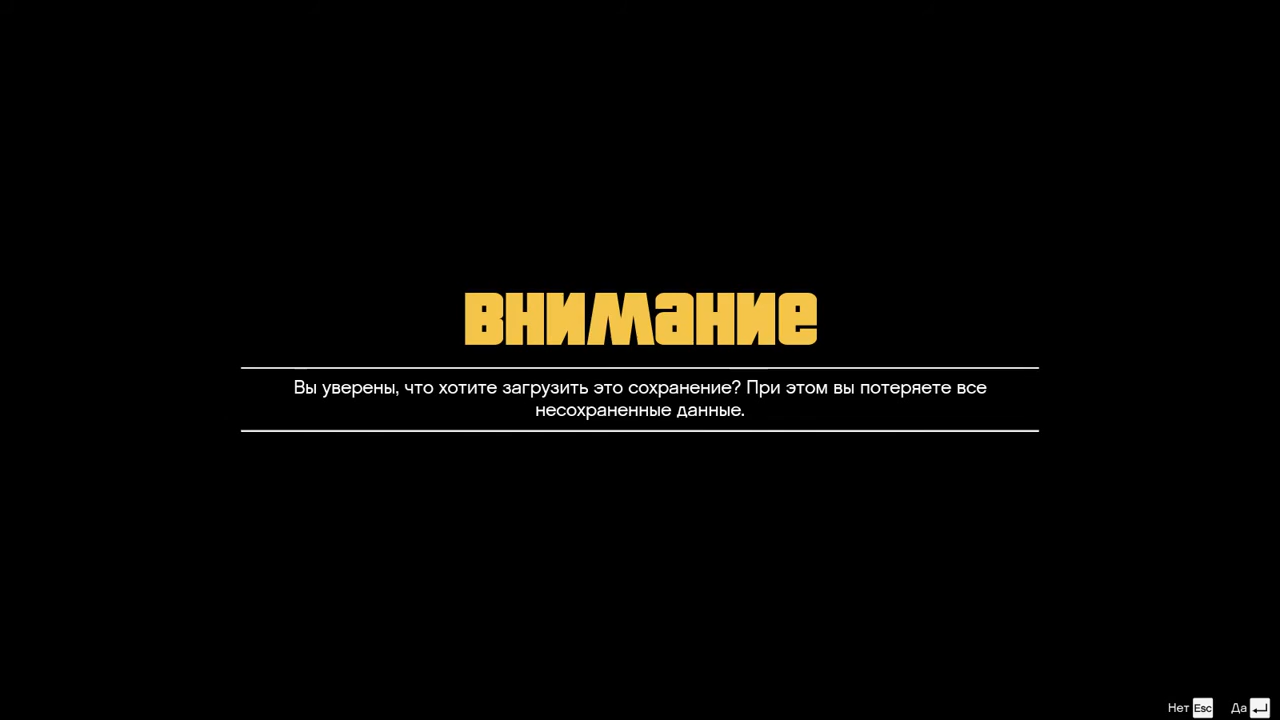 внимание
Вы уверены, что хотите загрузить это сохранение? При этом вы потеряете все
несохраненные данные.
Нет Esc Да